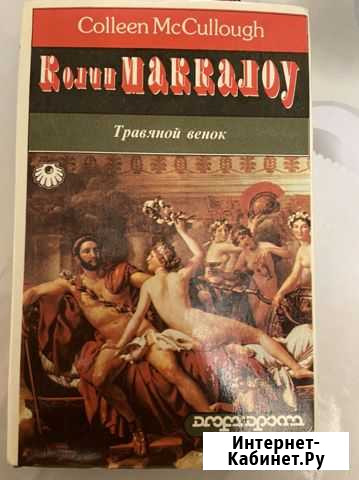 Colleen McCullough
Колин Маккалоу
Травяной венок
Интернет-
Кабинет.Ру